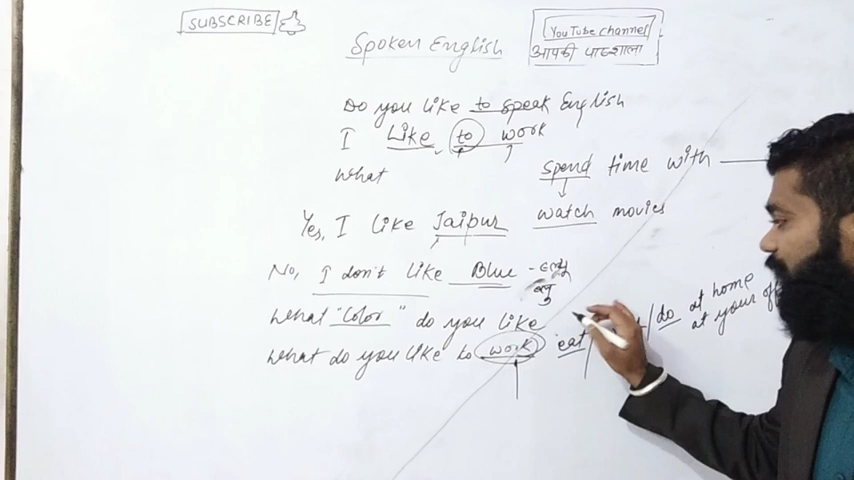 SUBSCRIBE
YouTube channel
आपकी पाठशाला
Spoken English
Do you like to speak English
I Like to work
What
spend time with
Yes, I like Jaipur
watch movies
No, I don't like Blue
What "Color" do you like
What do you like to work eat / do at home
at your